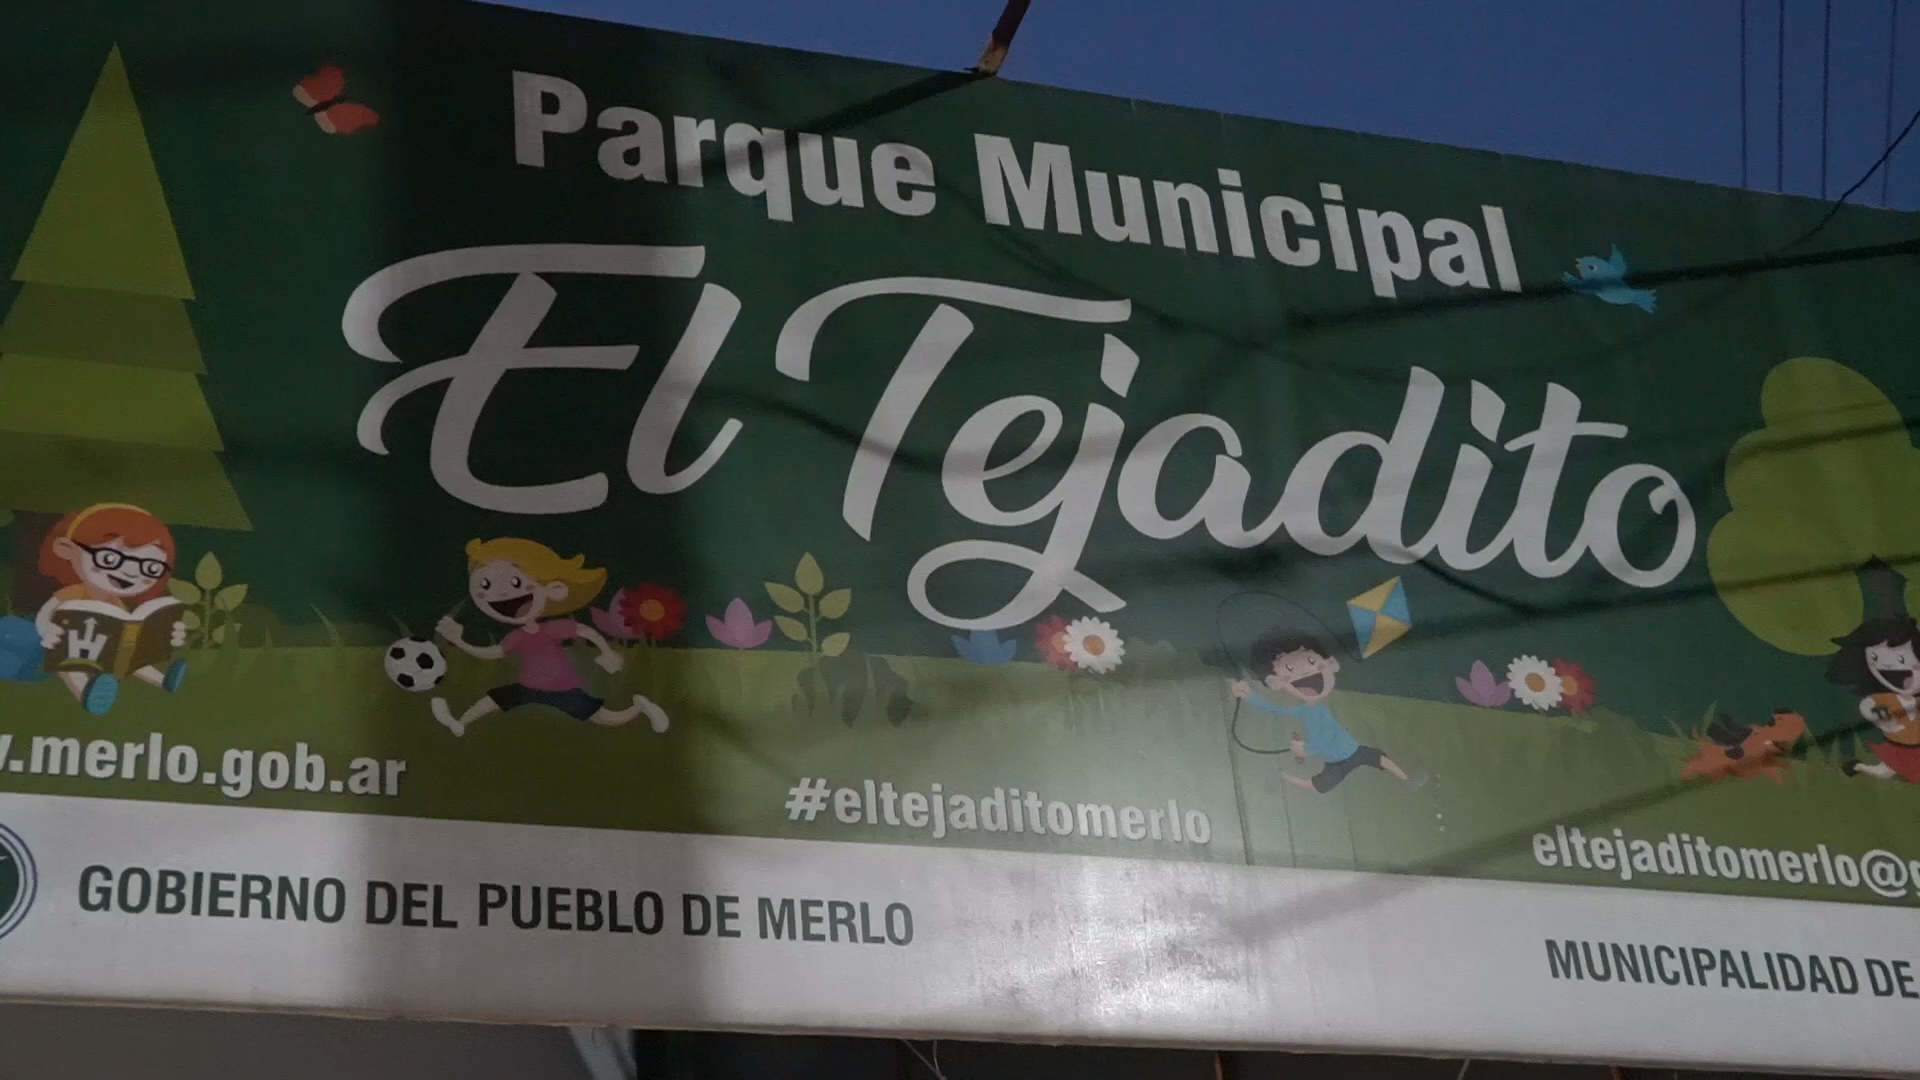 Parque Municipal
El Tejadito
.merlo.gob.ar
#eltejaditomerlo
eltejaditomerlo@g
GOBIERNO DEL PUEBLO DE MERLO
MUNICIPALIDAD DE